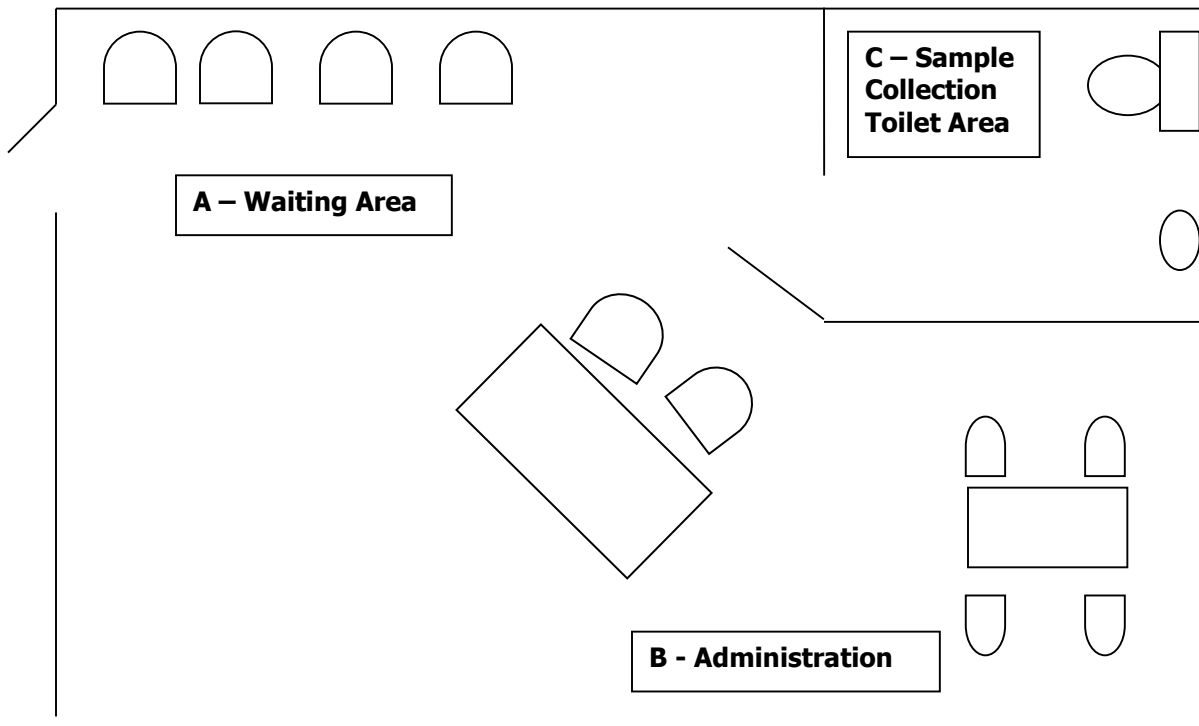 C – Sample
Collection
Toilet Area
A – Waiting Area
B - Administration